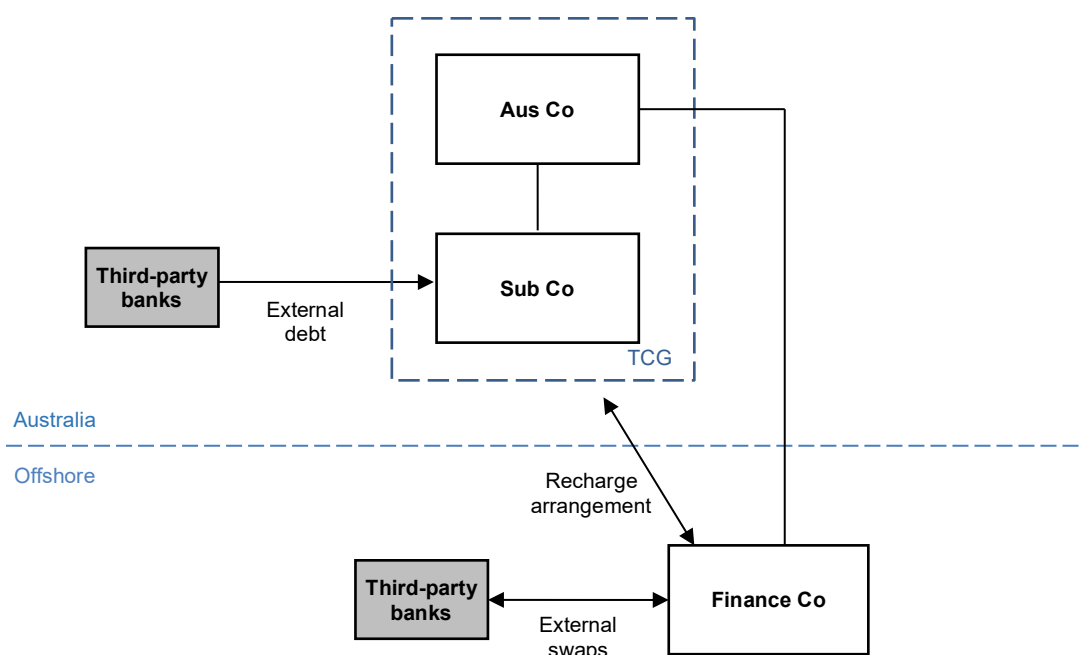 Aus Co
Third-party
banks
External
debt
Sub Co
TCG
Australia
Offshore
Recharge
arrangement
Third-party
banks
External
swaps
Finance Co